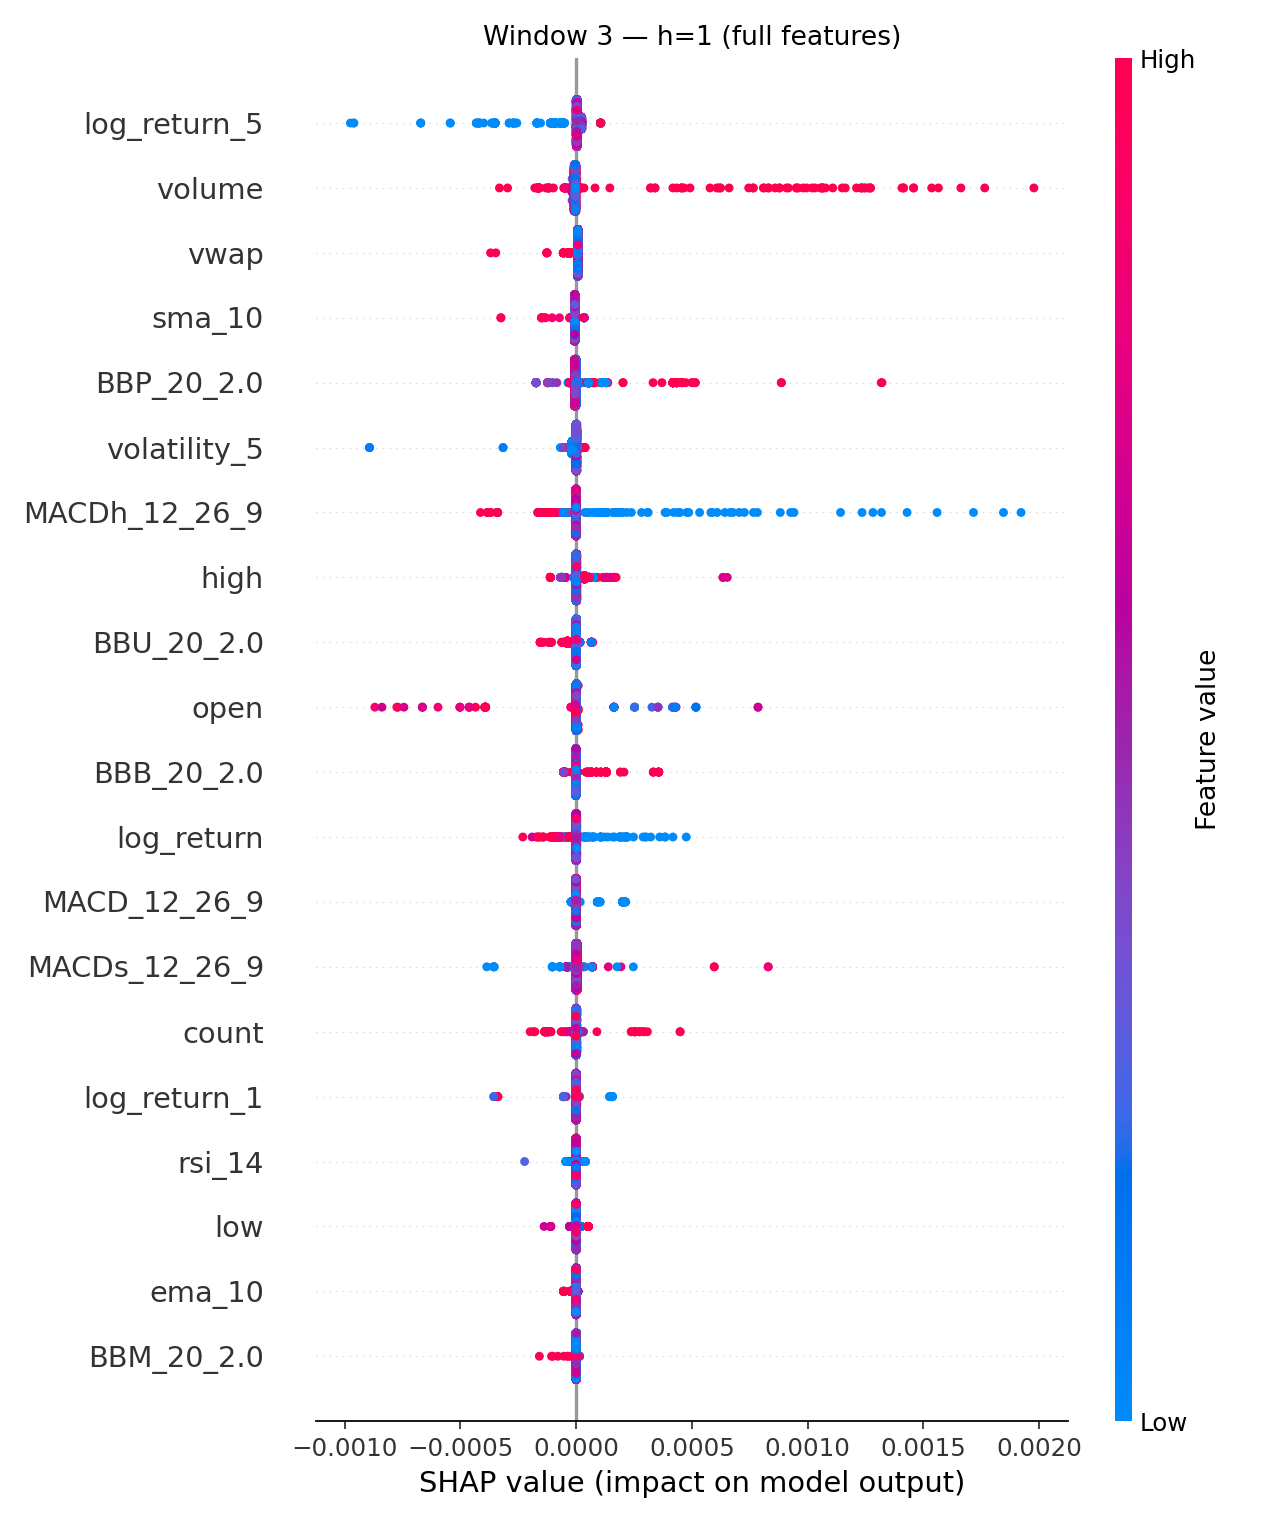 Window 3 — h=1 (full features)
High
log_return_5
volume
vwap
sma_10
BBP_20_2.0
volatility_5
MACDh_12_26_9
high
BBU_20_2.0
open
BBB_20_2.0
log_return
MACD_12_26_9
MACDs_12_26_9
count
log_return_1
rsi_14
low
ema_10
BBM_20_2.0
Feature value
Low
−0.0010 −0.0005 0.0000 0.0005 0.0010 0.0015 0.0020
SHAP value (impact on model output)